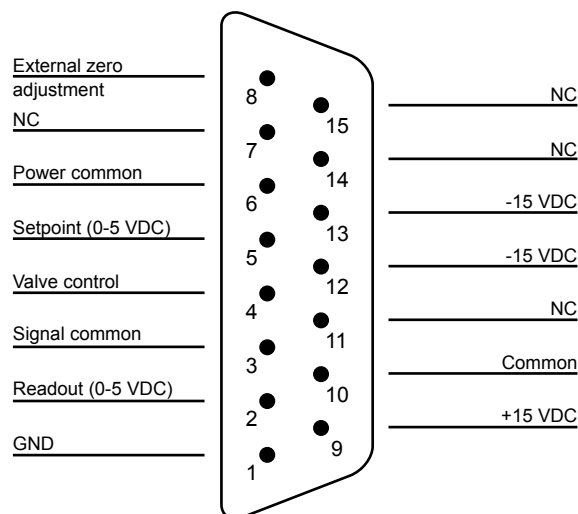 External zero
adjustment
NC
Power common
Setpoint (0-5 VDC)
Valve control
Signal common
Readout (0-5 VDC)
GND
8
7
6
5
4
3
2
1
15
14
13
12
11
10
9
NC
NC
-15 VDC
-15 VDC
NC
Common
+15 VDC